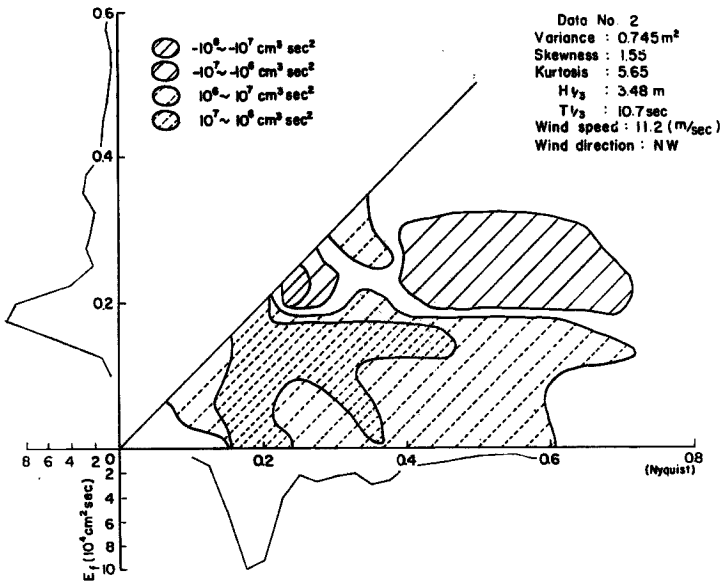 0.6
0.4
0.2
0
-10⁶~-10⁷ cm³ sec²
-10⁷~-10⁸ cm³ sec²
10⁶~10⁷ cm³ sec²
10⁷~10⁸ cm³ sec²
Data No. 2
Variance : 0.745 m²
Skewness : 1.55
Kurtosis : 5.65
H⅓ : 3.48 m
T⅓ : 10.7 sec
Wind speed : 11.2 (m/sec)
Wind direction : NW
8 6 4 2 0 0.2 0.4 0.6 0.8
(Nyquist)
2
4
6
8
10
E_f (10⁴ cm² sec)